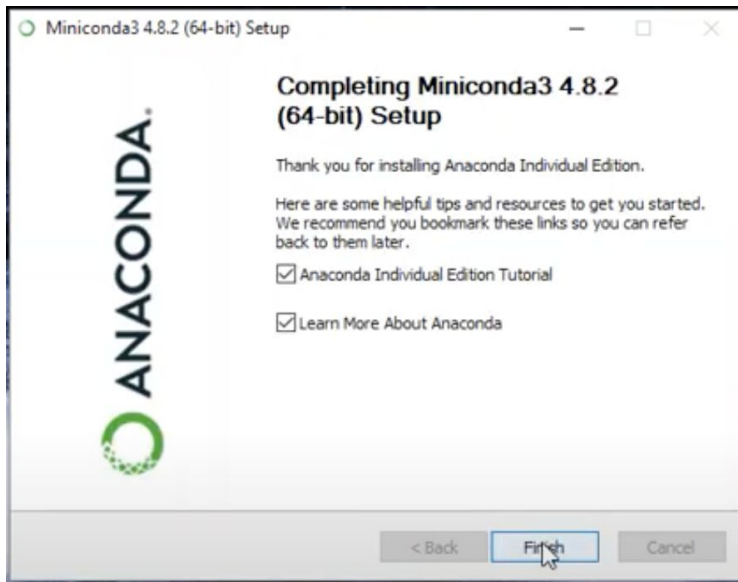 Miniconda3 4.8.2 (64-bit) Setup
Completing Miniconda3 4.8.2
(64-bit) Setup
Thank you for installing Anaconda Individual Edition.
Here are some helpful tips and resources to get you started.
We recommend you bookmark these links so you can refer
back to them later.
Anaconda Individual Edition Tutorial
Learn More About Anaconda
ANACONDA.
< Back
Finish
Cancel